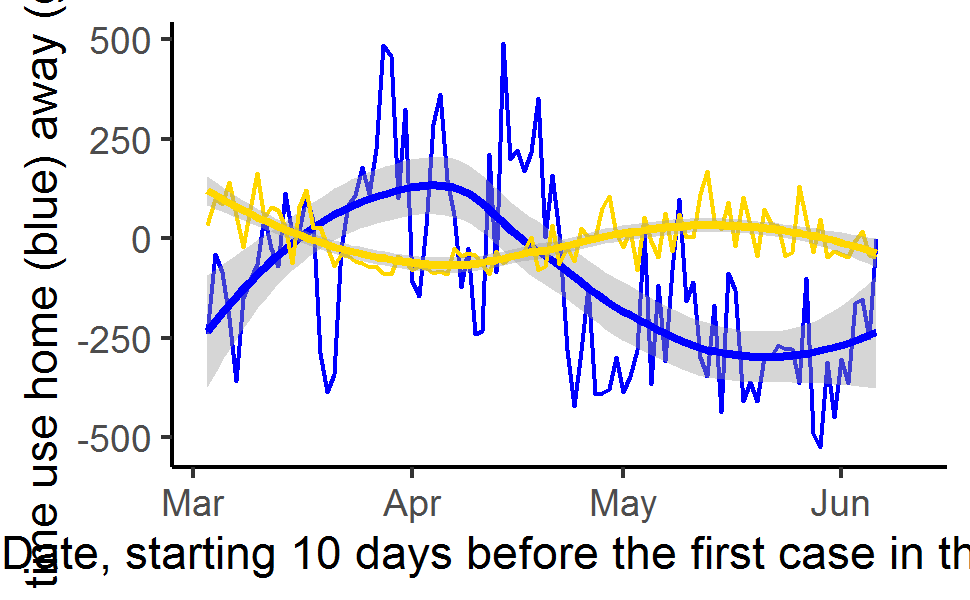 time use home (blue) away (
500
250
0
-250
-500
Mar Apr May Jun
Date, starting 10 days before the first case in th